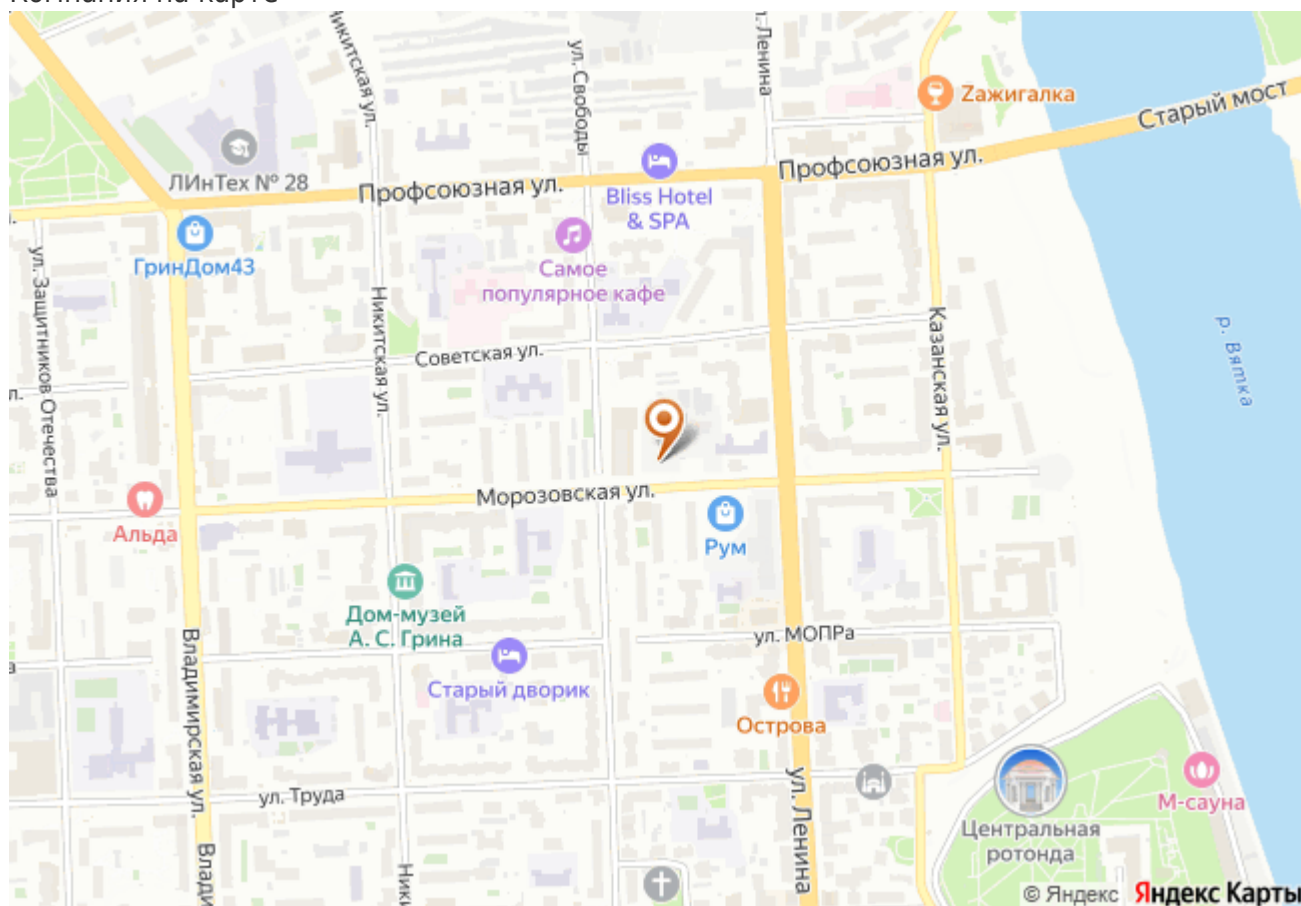 Никитская ул.
ул. Свободы
ул. Ленина
Zажигалка
Старый мост
ЛИнТех № 28
Профсоюзная ул.
Bliss Hotel
& SPA
Профсоюзная ул.
ГринДом43
Самое
популярное кафе
ул. Защитников Отечества
Никитская ул.
Советская ул.
Казанская ул.
р. Вятка
Морозовская ул.
Альда
Рум
Дом-музей
А. С. Грина
ул. МОПРа
Старый дворик
Острова
Владимирская ул.
ул. Труда
ул. Ленина
М-сауна
Центральная
ротонда
© Яндекс Яндекс Карты